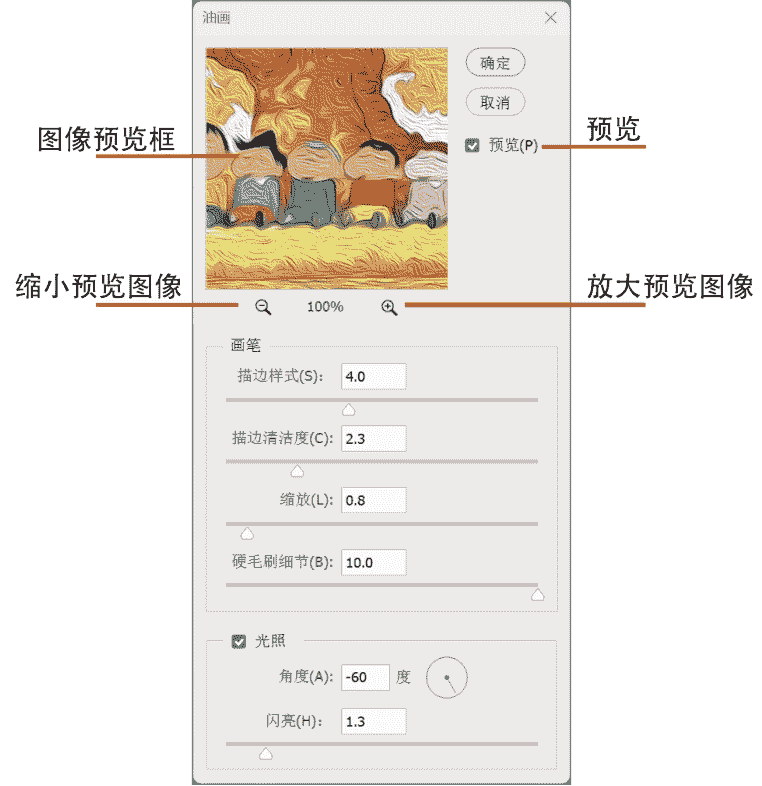 油画
确定
取消
图像预览框
预览(P)
预览
缩小预览图像
100%
放大预览图像
画笔
描边样式(S): 4.0
描边清洁度(C): 2.3
缩放(L): 0.8
硬毛刷细节(B): 10.0
光照
角度(A): -60 度
闪亮(H): 1.3